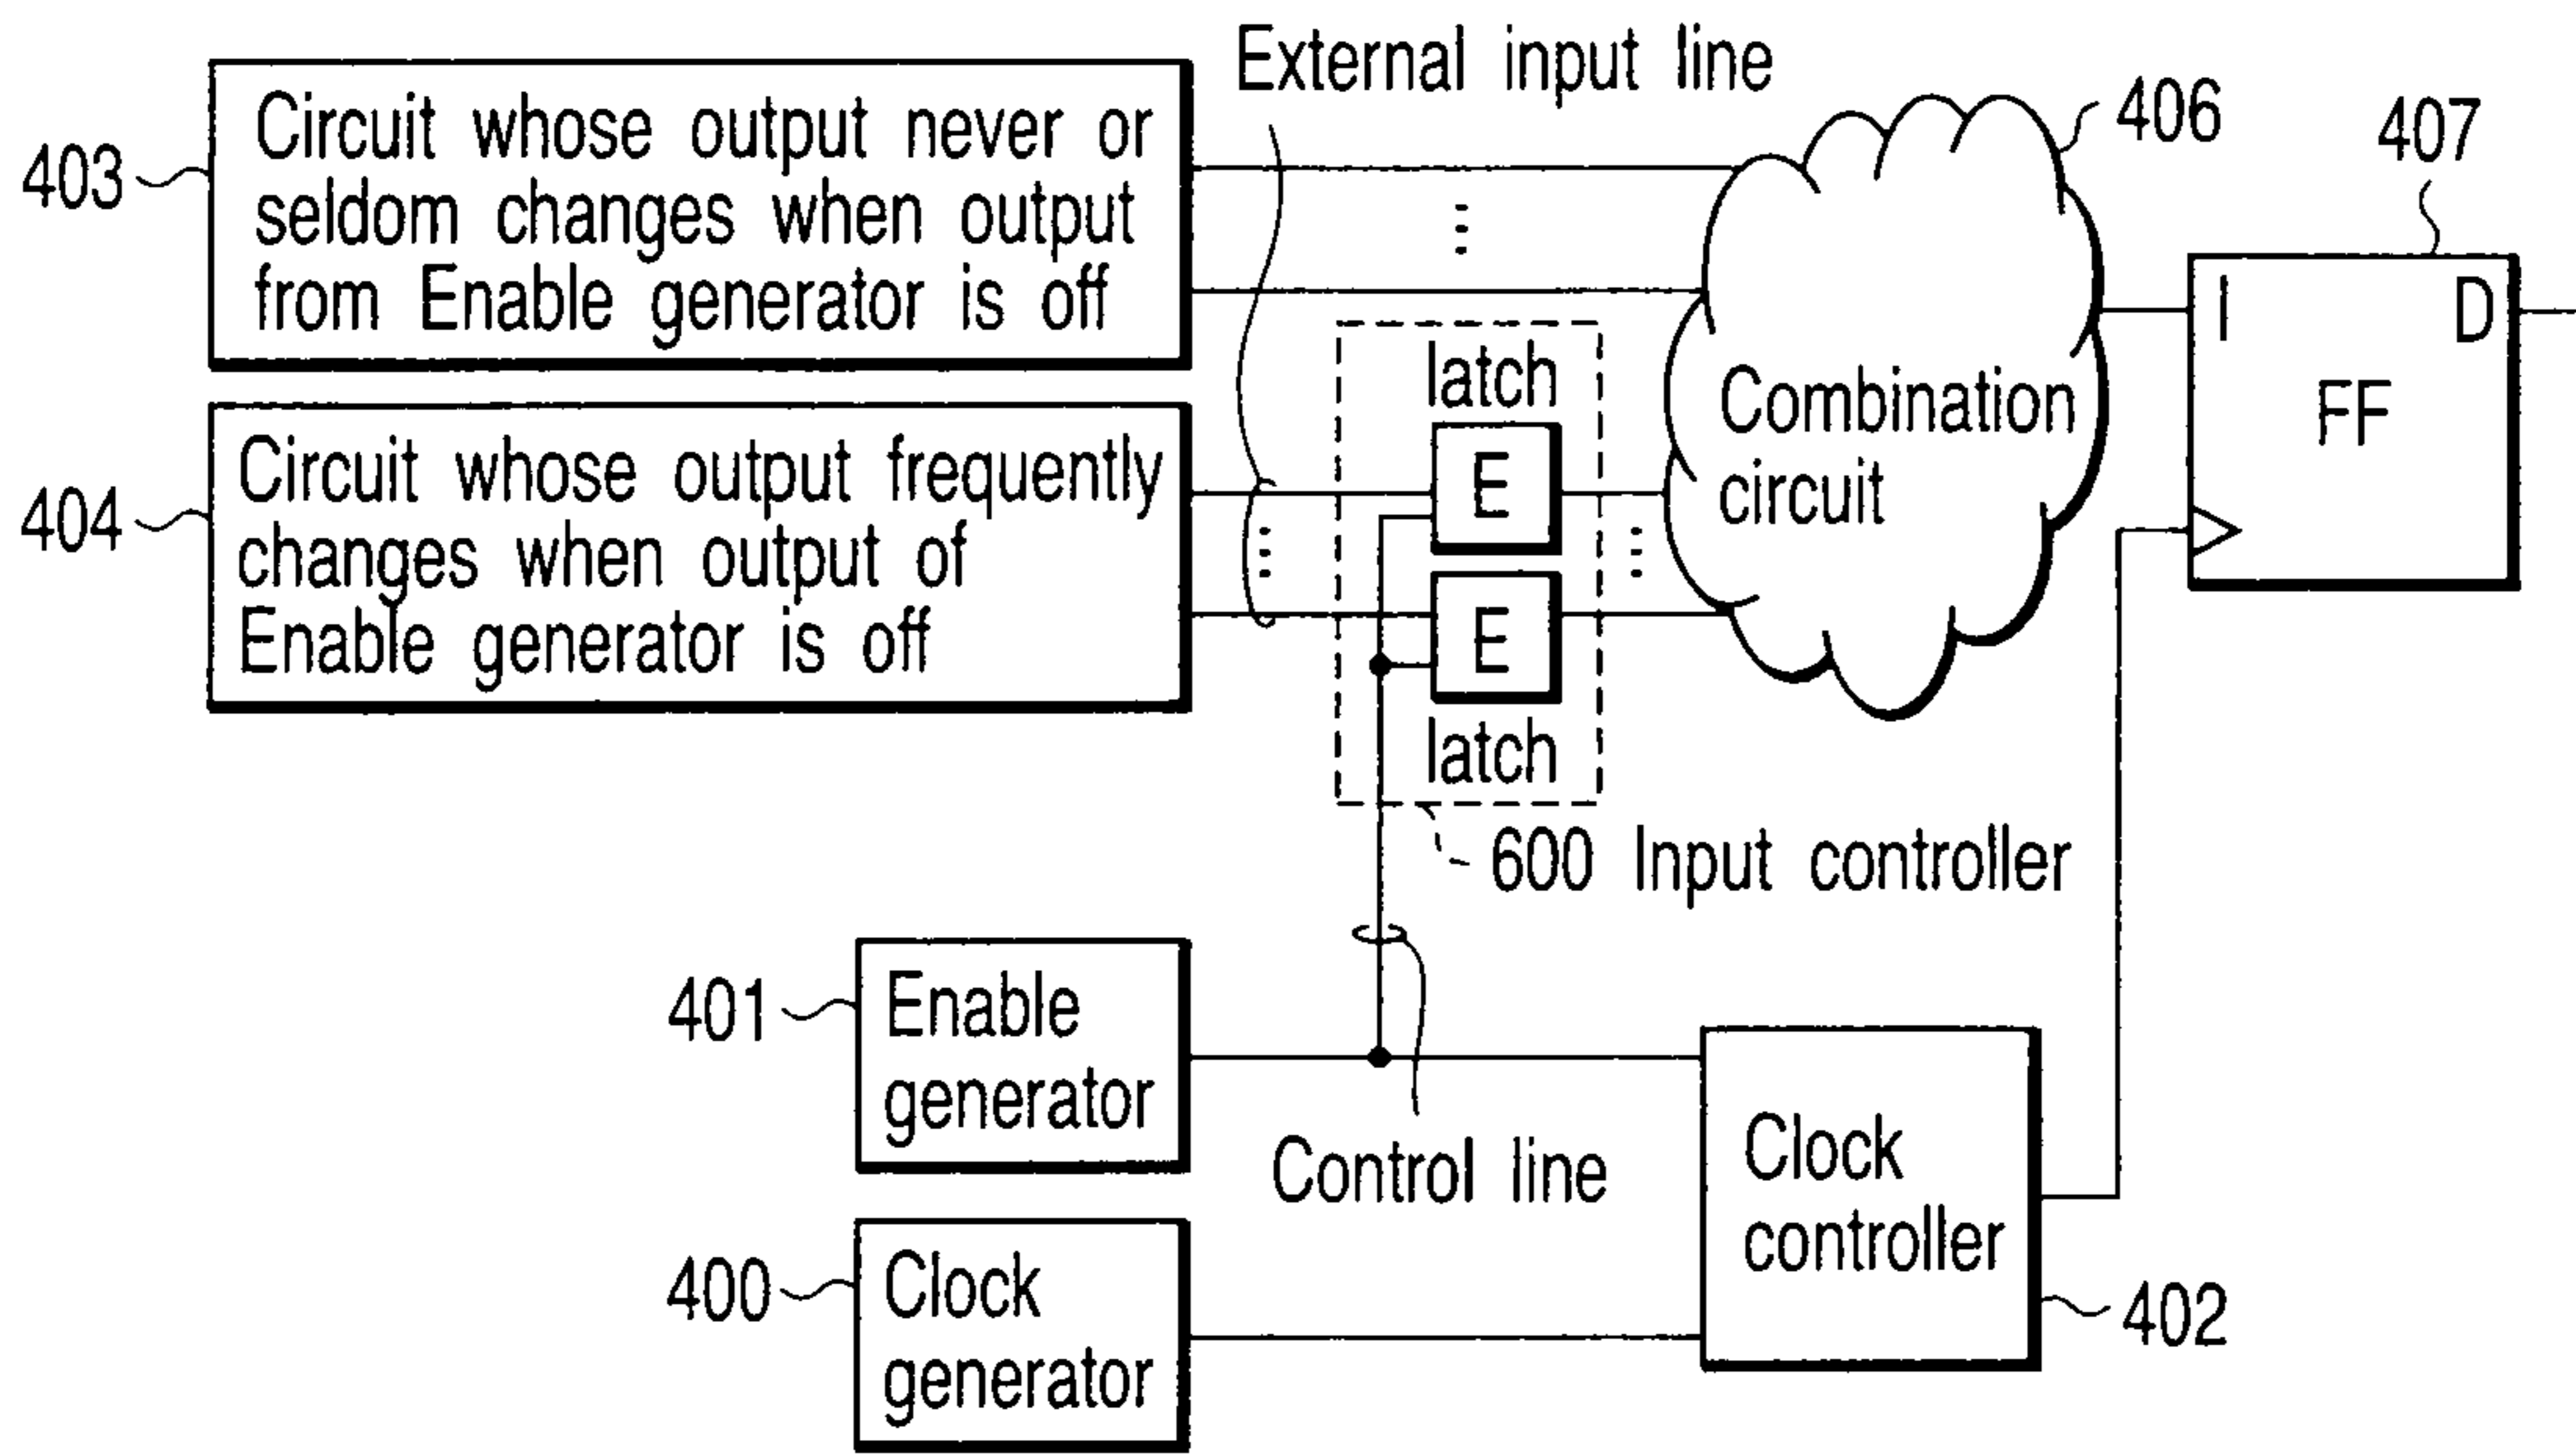 External input line
403
Circuit whose output never or
seldom changes when output
from Enable generator is off
406
407
I
D
FF
404
Circuit whose output frequently
changes when output of
Enable generator is off
latch
E
E
latch
Combination
circuit
600 Input controller
401
Enable
generator
Control line
400
Clock
generator
Clock
controller
402